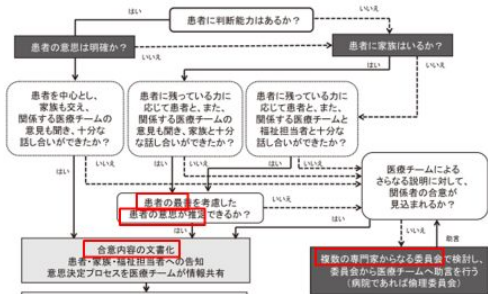 患者に判断能力はあるか？
はい
いいえ
患者の意思は明確か？
患者に家族はいるか？
いいえ
はい
いいえ
はい
患者を中心とし、
家族も交え、
関係する医療チームの
意見も聞き、十分な
話し合いができたか？
患者に残っている力に
応じて患者と、また、
関係する医療チームの
意見も聞き、家族と十分
な話し合いができたか？
患者に残っている力に
応じて患者と、また、
関係する医療チームと
福祉担当者と十分な
話し合いができたか？
はい
いいえ
はい
いいえ
はい
いいえ
医療チームによる
さらなる説明に対して、
関係者の合意が
見込まれるか？
患者の最善を考慮した
患者の意思が推定できるか？
いいえ
はい
はい
いいえ
助言
合意内容の文書化
患者・家族・福祉担当者への告知
意思決定プロセスを医療チームが情報共有
複数の専門家からなる委員会で検討し、
委員会から医療チームへ助言を行う
（病院であれば倫理委員会）